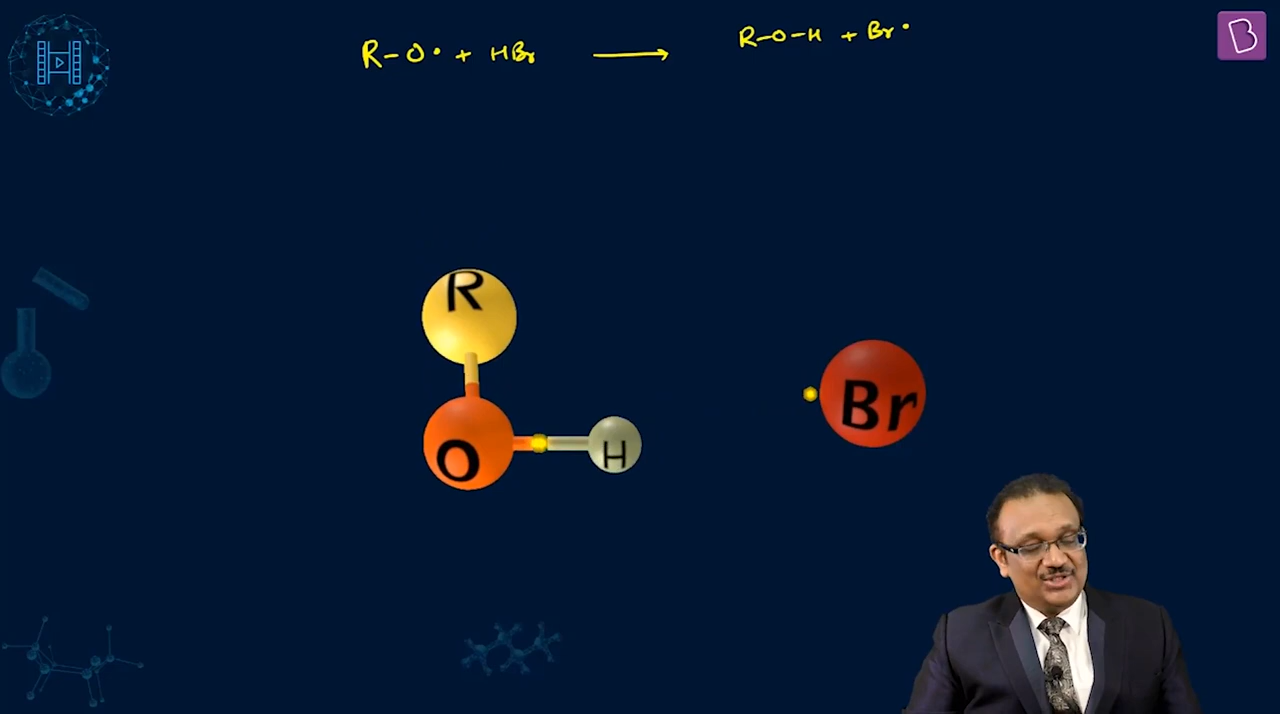 R-O• + HBr ⟶ R-O-H + Br•
R
Br
O
H
B